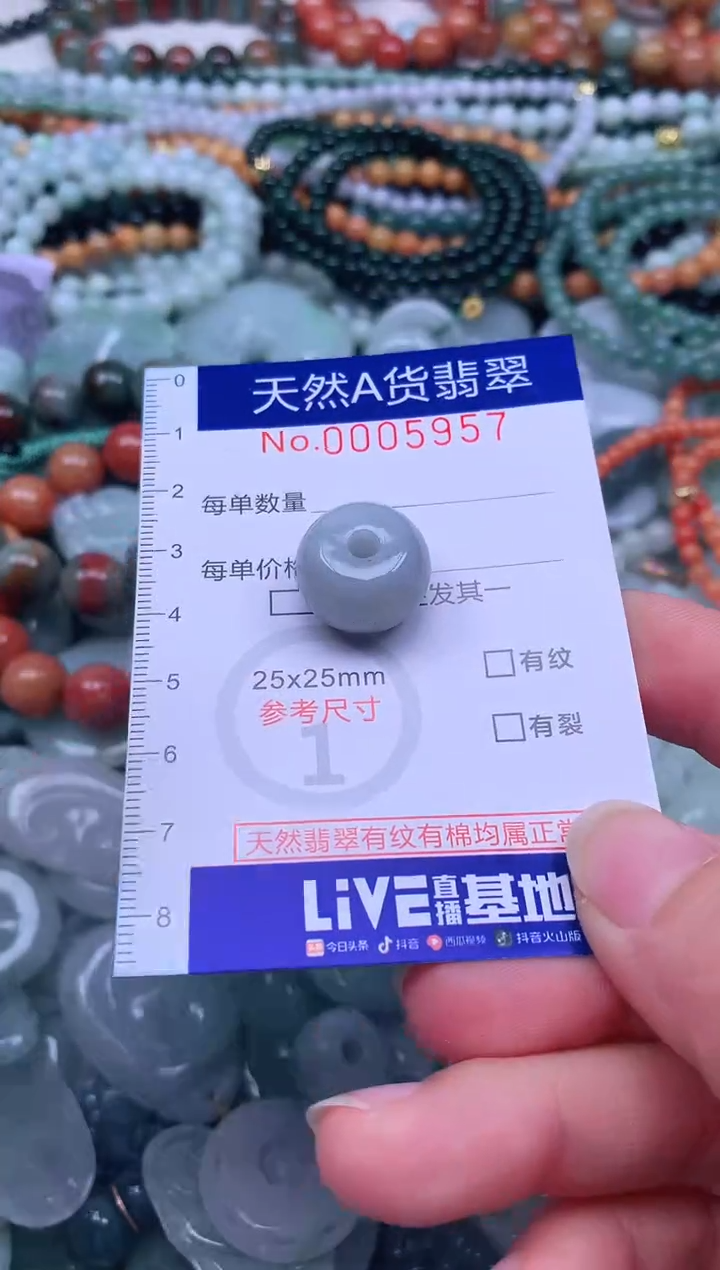 天然A货翡翠
No.0005957
0
1
2
3
4
5
6
7
8
每单数量
每单价格
发其一
25x25mm
参考尺寸
1
有纹
有裂
天然翡翠有纹有棉均属正常
LiVE直播基地
今日头条 抖音 西瓜视频 抖音火山版